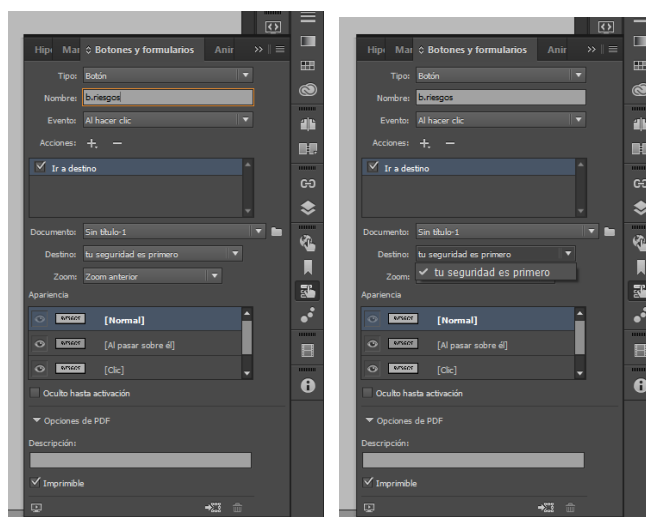 Hipe Mar Botones y formularios Anir >>
Tipo: Botón
Nombre: b.riesgos
Evento: Al hacer clic
Acciones: + −
Ir a destino
Documento: Sin título-1
Destino: tu seguridad es primero
Zoom: Zoom anterior
Apariencia
[Normal]
[Al pasar sobre él]
[Clic]
Oculto hasta activación
Opciones de PDF
Descripción:
Imprimible
Hipe Mar Botones y formularios Anir >>
Tipo: Botón
Nombre: b.riesgos
Evento: Al hacer clic
Acciones: + −
Ir a destino
Documento: Sin título-1
Destino: tu seguridad es primero
tu seguridad es primero
Zoom:
Apariencia
[Normal]
[Al pasar sobre él]
[Clic]
Oculto hasta activación
Opciones de PDF
Descripción:
Imprimible